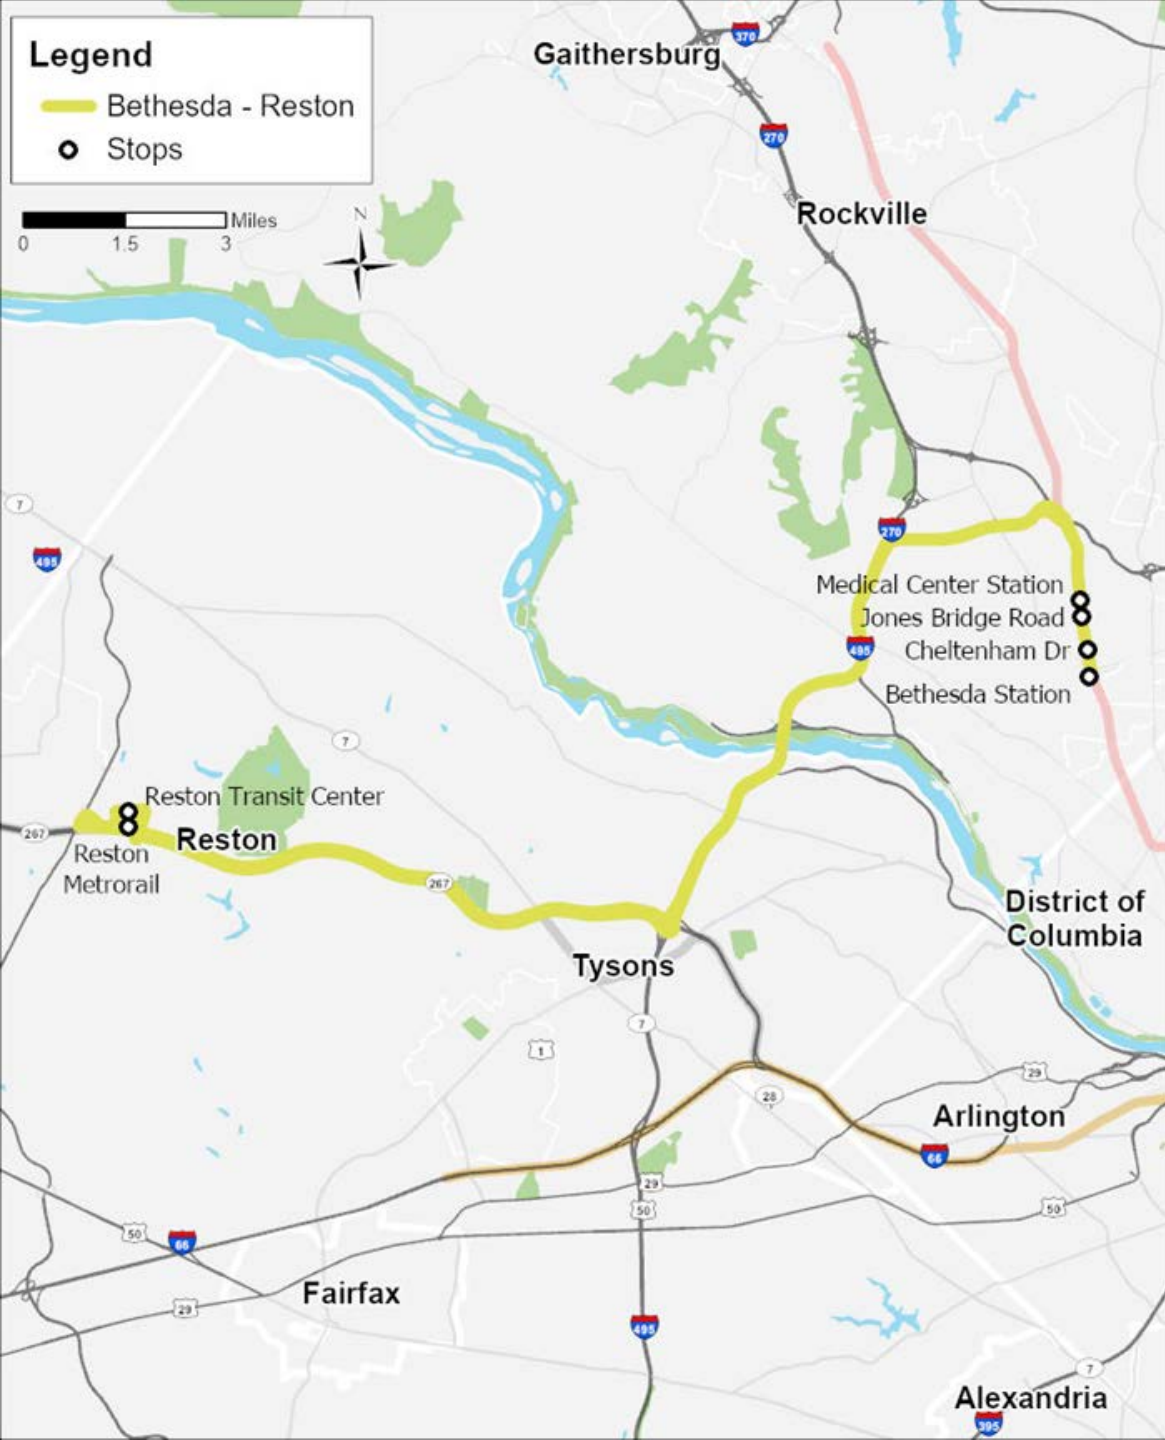 Legend
Bethesda - Reston
Stops
Miles
0 1.5 3
N
Gaithersburg
370
270
Rockville
7
495
270
Medical Center Station
Jones Bridge Road
495
Cheltenham Dr
Bethesda Station
7
Reston Transit Center
267
Reston
Reston
Metrorail
267
District of
Columbia
Tysons
7
1
29
28
Arlington
66
29
50
50
50
66
29
Fairfax
495
7
Alexandria
395